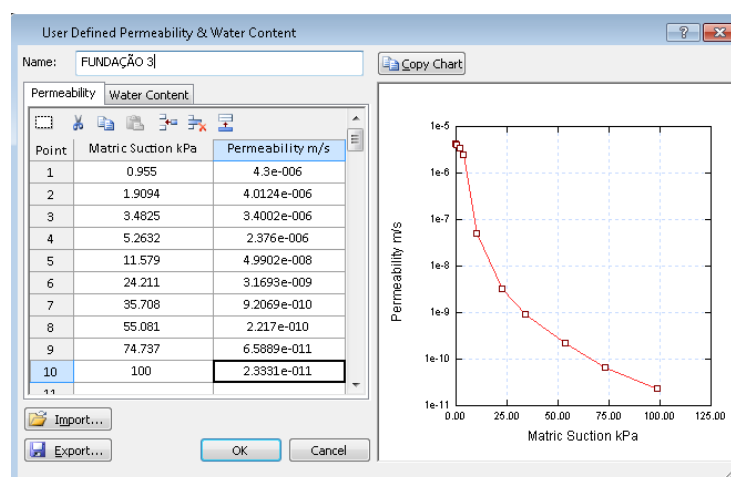 User Defined Permeability & Water Content
Name: FUNDAÇÃO 3
Copy Chart
Permeability Water Content
Point Matric Suction kPa Permeability m/s
1 0.955 4.3e-006
2 1.9094 4.0124e-006
3 3.4825 3.4002e-006
4 5.2632 2.376e-006
5 11.579 4.9902e-008
6 24.211 3.1693e-009
7 35.708 9.2069e-010
8 55.081 2.217e-010
9 74.737 6.5889e-011
10 100 2.3331e-011
11
Import...
Export...
OK Cancel
1e-5
1e-6
1e-7
1e-8
1e-9
1e-10
1e-11
Permeability m/s
0.00 25.00 50.00 75.00 100.00 125.00
Matric Suction kPa